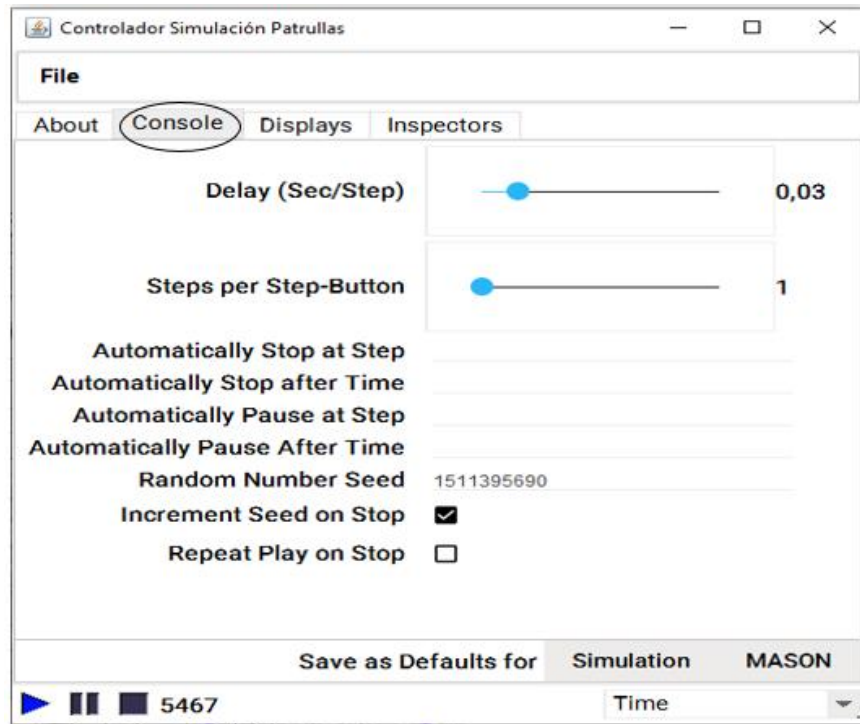 Controlador Simulación Patrullas
File
About Console Displays Inspectors
Delay (Sec/Step) 0,03
Steps per Step-Button 1
Automatically Stop at Step
Automatically Stop after Time
Automatically Pause at Step
Automatically Pause After Time
Random Number Seed 1511395690
Increment Seed on Stop
Repeat Play on Stop
Save as Defaults for Simulation MASON
5467 Time